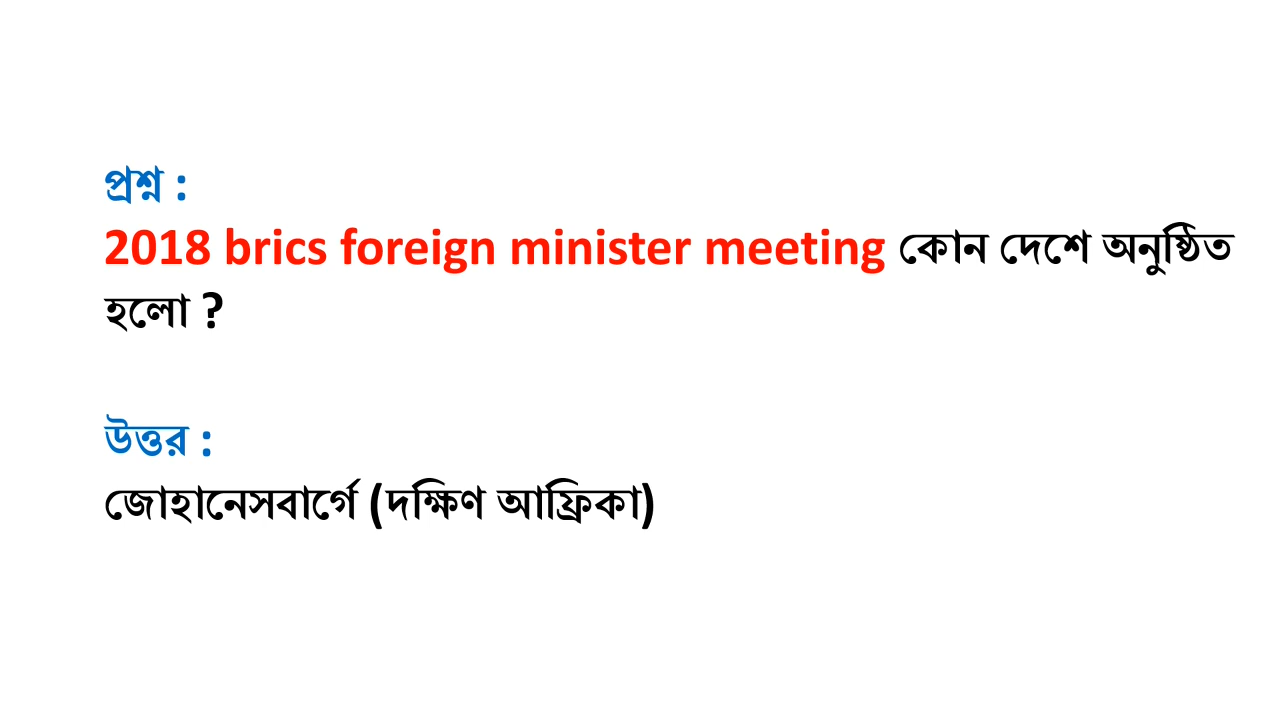 প্রশ্ন :
2018 brics foreign minister meeting কোন দেশে অনুষ্ঠিত
হলো ?
উত্তর :
জোহানেসবার্গে (দক্ষিণ আফ্রিকা)